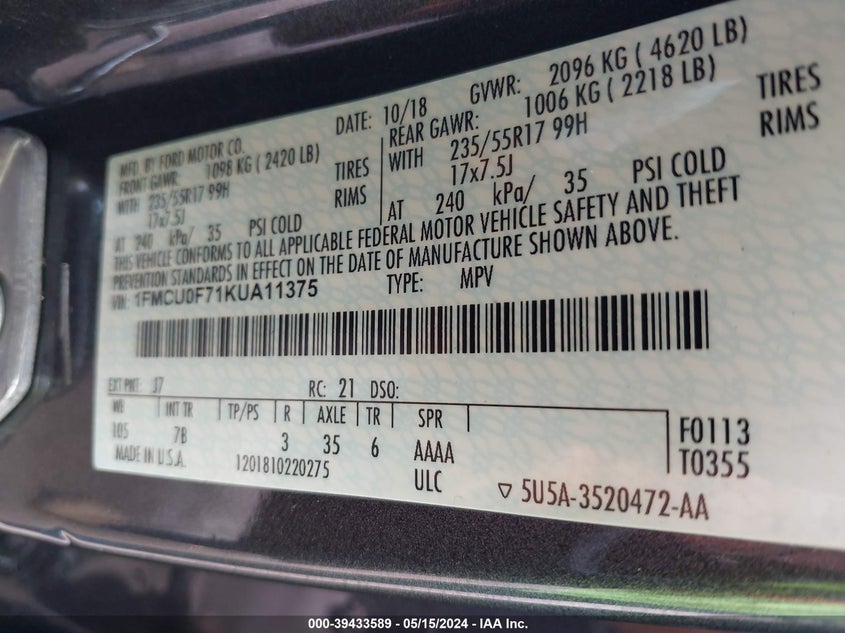 MFD. BY FORD MOTOR CO.
DATE: 10/18
GVWR: 2096 KG ( 4620 LB)
FRONT GAWR: 1098 KG ( 2420 LB)
REAR GAWR: 1006 KG ( 2218 LB)
WITH 235/55R17 99H TIRES
WITH 235/55R17 99H TIRES
17x7.5J RIMS
17x7.5J RIMS
AT 240 kPa/ 35 PSI COLD
AT 240 kPa/ 35 PSI COLD
THIS VEHICLE CONFORMS TO ALL APPLICABLE FEDERAL MOTOR VEHICLE SAFETY AND THEFT
PREVENTION STANDARDS IN EFFECT ON THE DATE OF MANUFACTURE SHOWN ABOVE.
VIN: 1FMCU0F71KUA11375
TYPE: MPV
EXT PNT: 37 RC: 21 DSO:
WB INT TR TP/PS R AXLE TR SPR
105 7B 3 35 6 AAAA
F0113
T0355
MADE IN U.S.A. 1201810220275 ULC
▽ 5U5A-3520472-AA
000-39433589 - 05/15/2024 - IAA Inc.